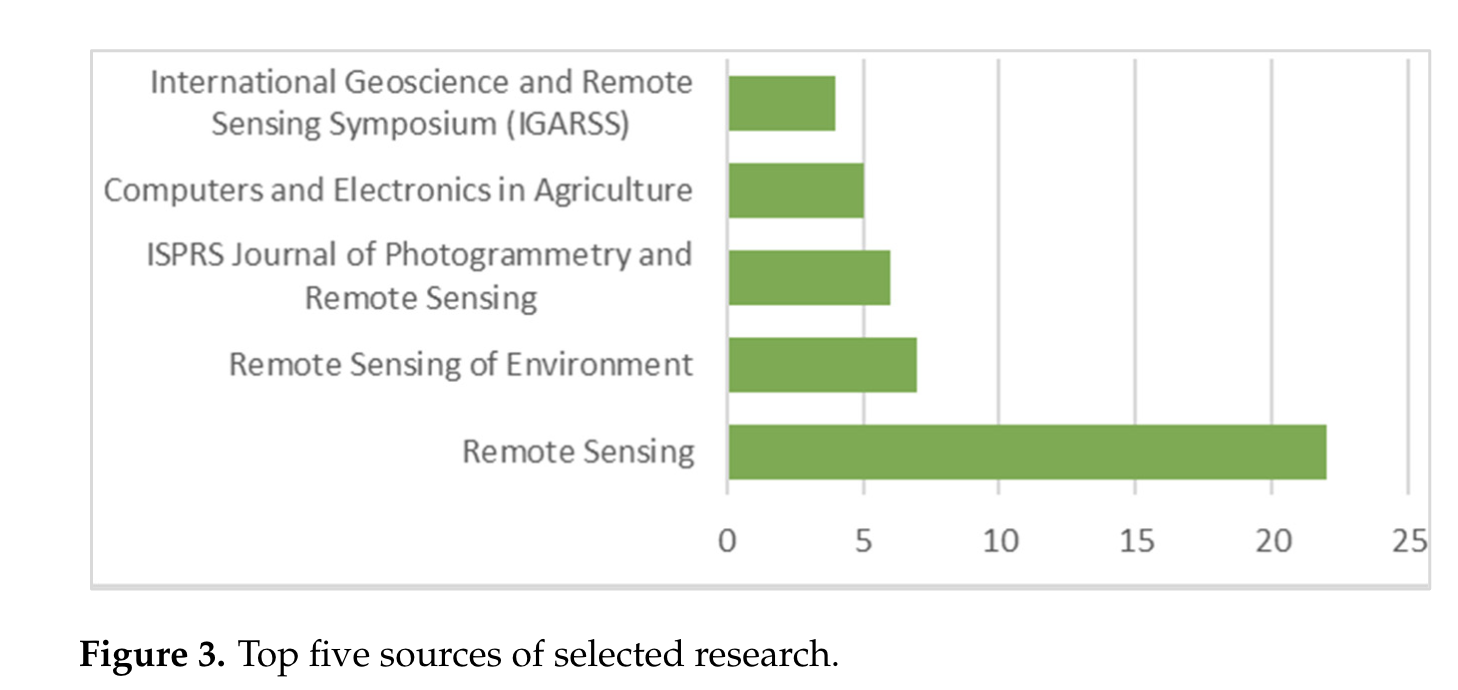 International Geoscience and Remote
Sensing Symposium (IGARSS)
Computers and Electronics in Agriculture
ISPRS Journal of Photogrammetry and
Remote Sensing
Remote Sensing of Environment
Remote Sensing
0 5 10 15 20 25
Figure 3. Top five sources of selected research.